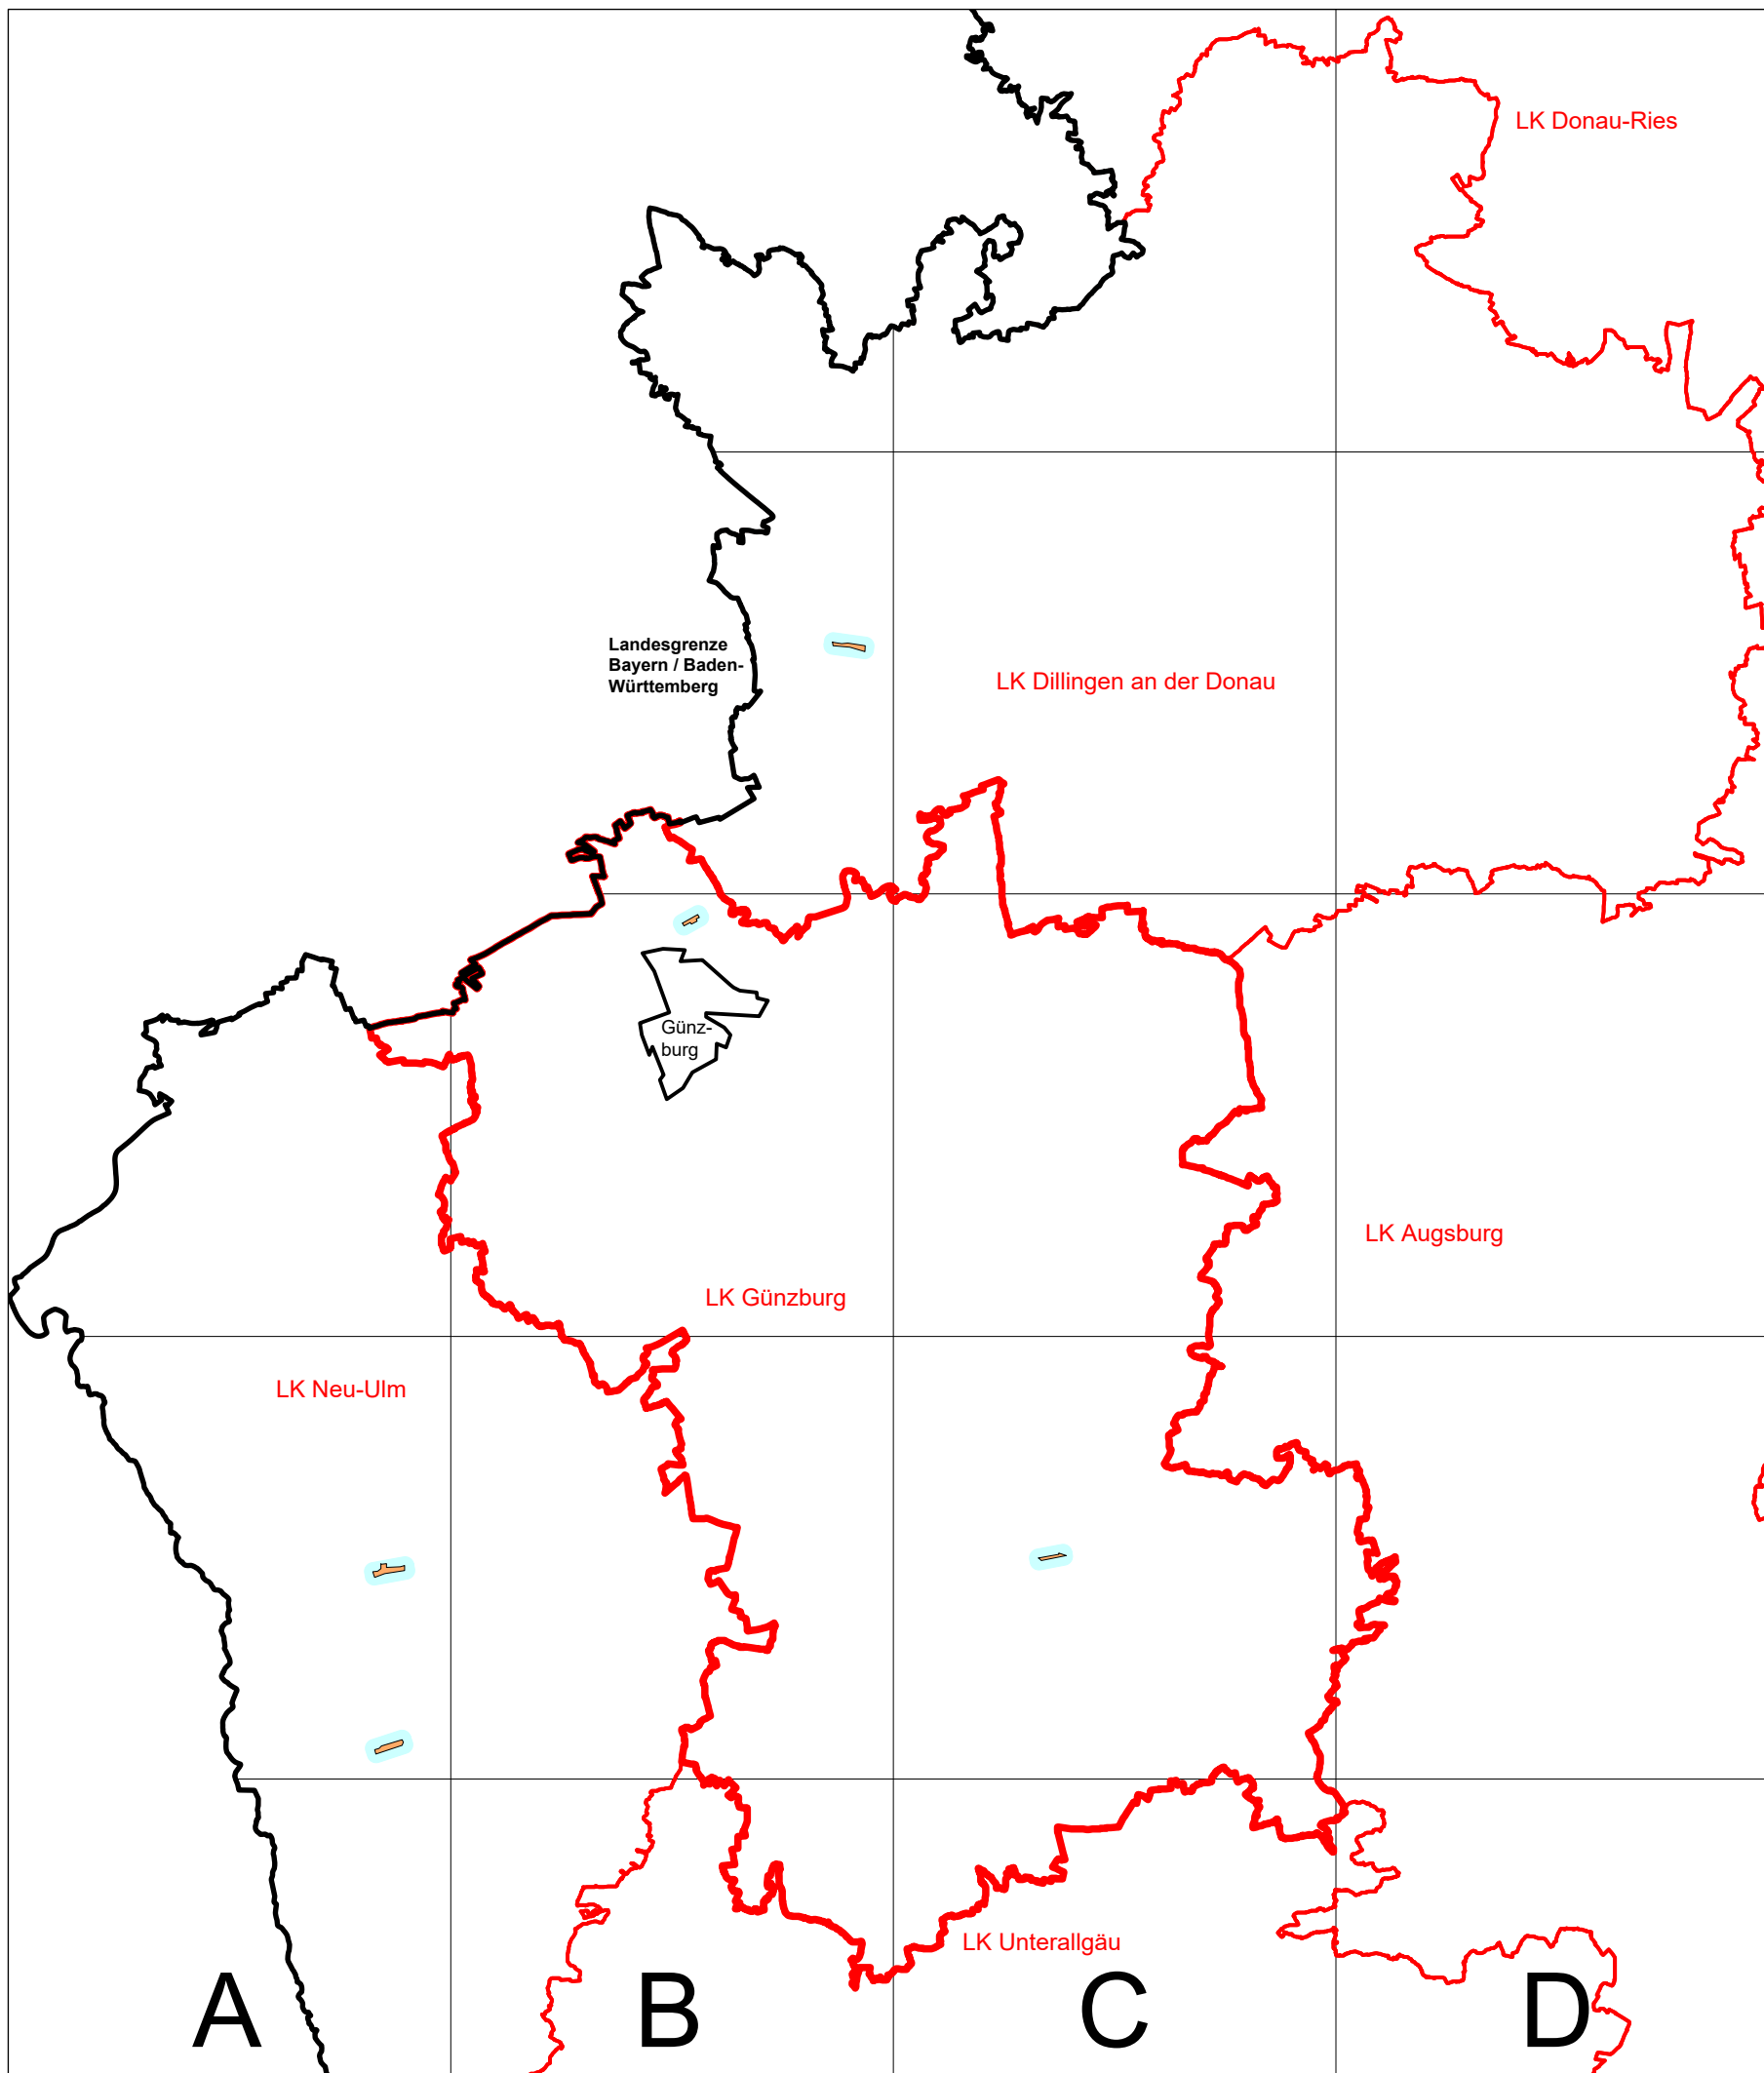 LK Donau-Ries
Landesgrenze
Bayern / Baden-
Württemberg
LK Dillingen an der Donau
Günz-
burg
LK Augsburg
LK Günzburg
LK Neu-Ulm
LK Unterallgäu
A
B
C
D